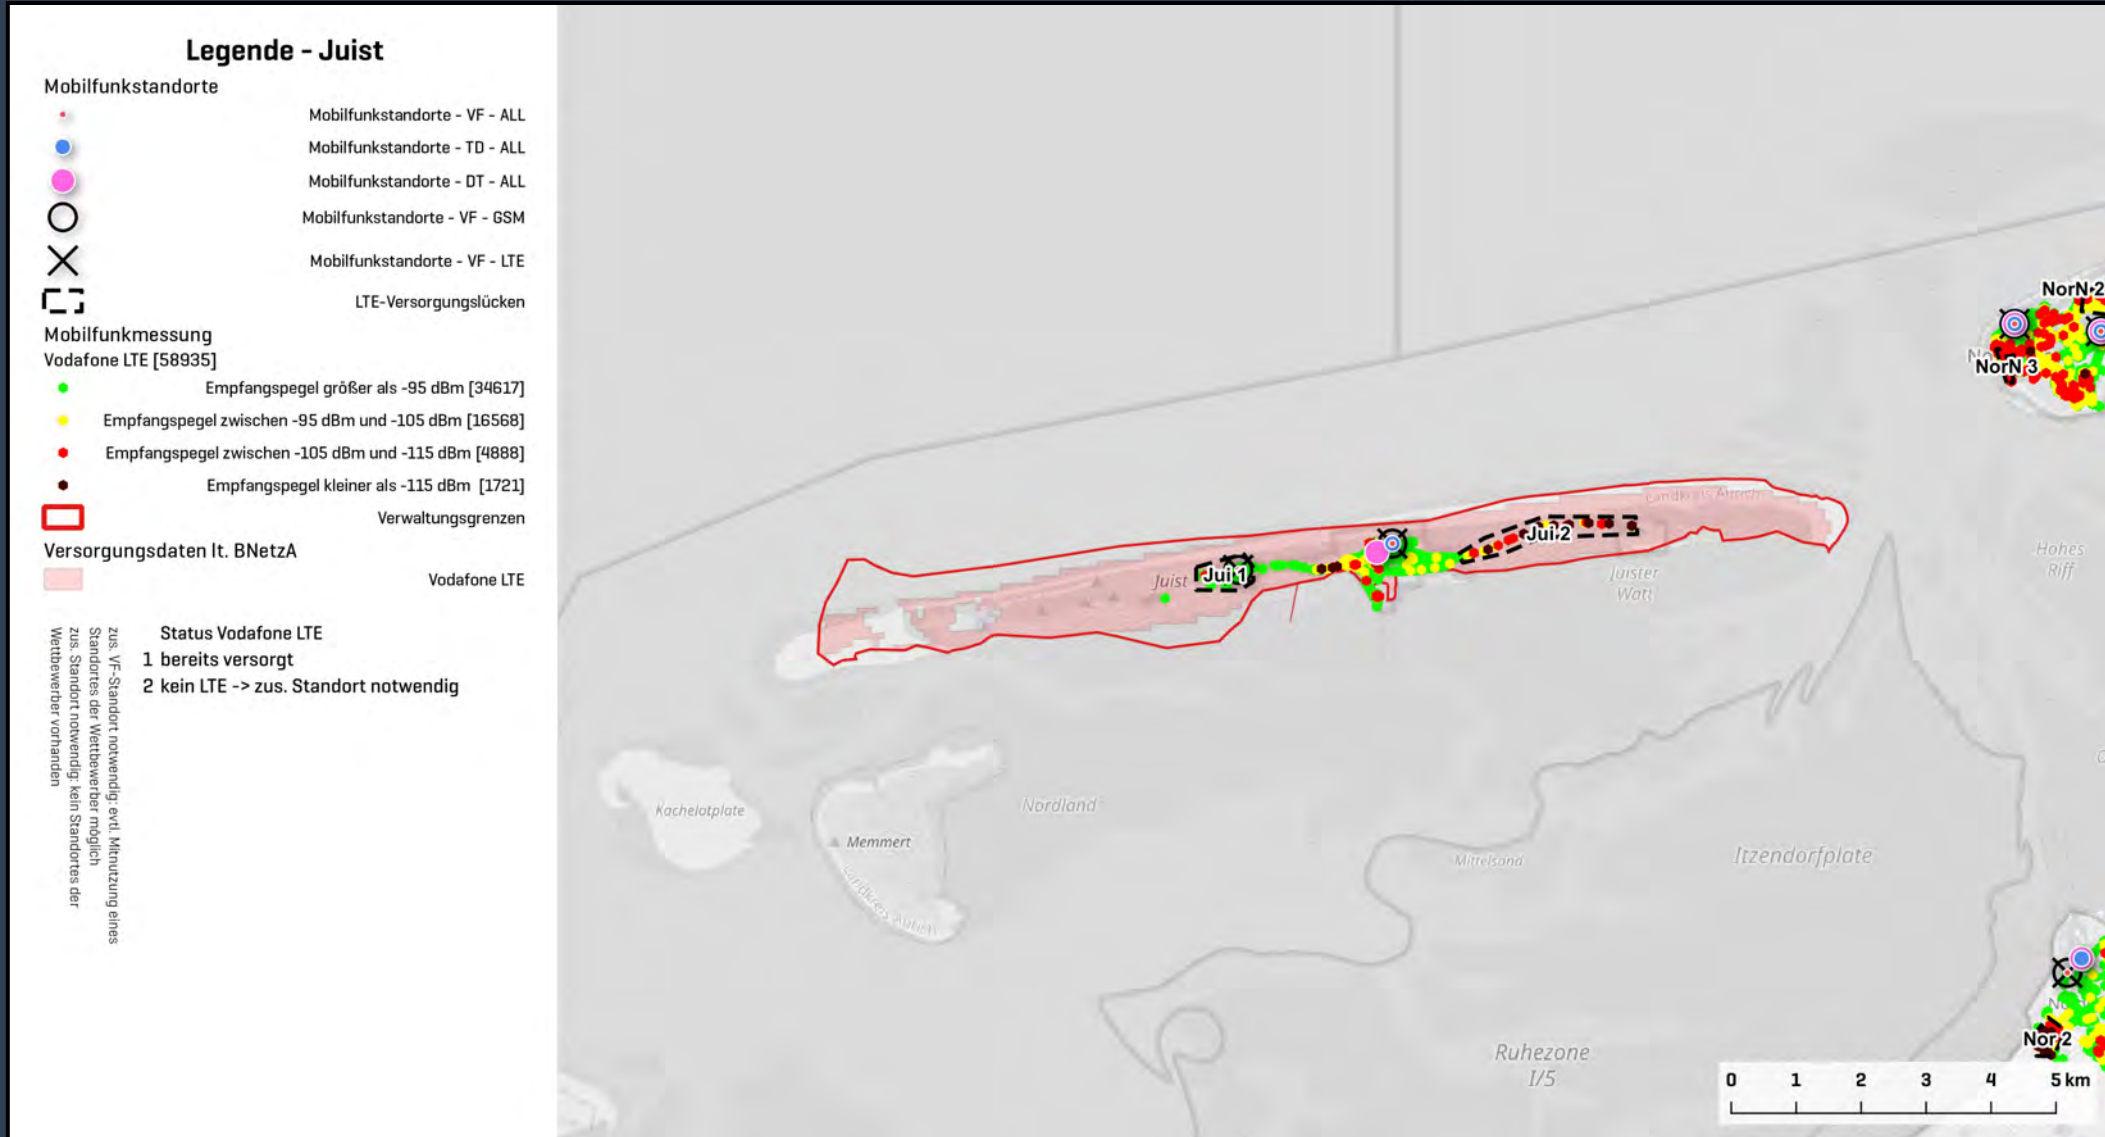 Legende - Juist
Mobilfunkstandorte
Mobilfunkstandorte - VF - ALL
Mobilfunkstandorte - TD - ALL
Mobilfunkstandorte - DT - ALL
Mobilfunkstandorte - VF - GSM
Mobilfunkstandorte - VF - LTE
LTE-Versorgungslücken
Mobilfunkmessung
Vodafone LTE [58935]
Empfangspegel größer als -95 dBm [34617]
Empfangspegel zwischen -95 dBm und -105 dBm [16568]
Empfangspegel zwischen -105 dBm und -115 dBm [4888]
Empfangspegel kleiner als -115 dBm [1721]
Verwaltungsgrenzen
Versorgungsdaten lt. BNetzA
Vodafone LTE
Status Vodafone LTE
1 bereits versorgt
2 kein LTE -> zus. Standort notwendig
zus. VF-Standort notwendig: evtl. Mitnutzung eines
Standortes der Wettbewerber möglich
zus. Standort notwendig: kein Standortes der
Wettbewerber vorhanden
NorN 2
NorN 3
Landkreis Aurich
Jui 2
Juist
Jui 1
Hohes
Riff
Juister
Watt
Nordland
Kachelotplate
Memmert
Landkreis Aurich
Mittelsand
Itzendorfplate
Nor 2
Ruhezone
I/5
0 1 2 3 4 5 km